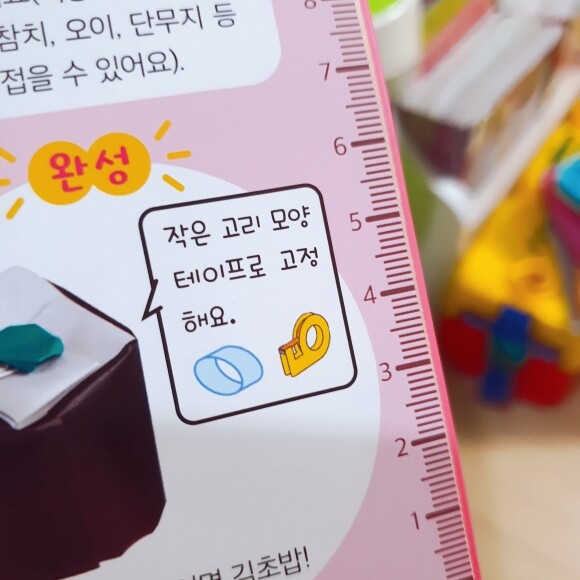 참치, 오이, 단무지 등
접을 수 있어요).
완성
작은 고리 모양
테이프로 고정
해요.
김초밥!
7
6
5
4
3
2
1